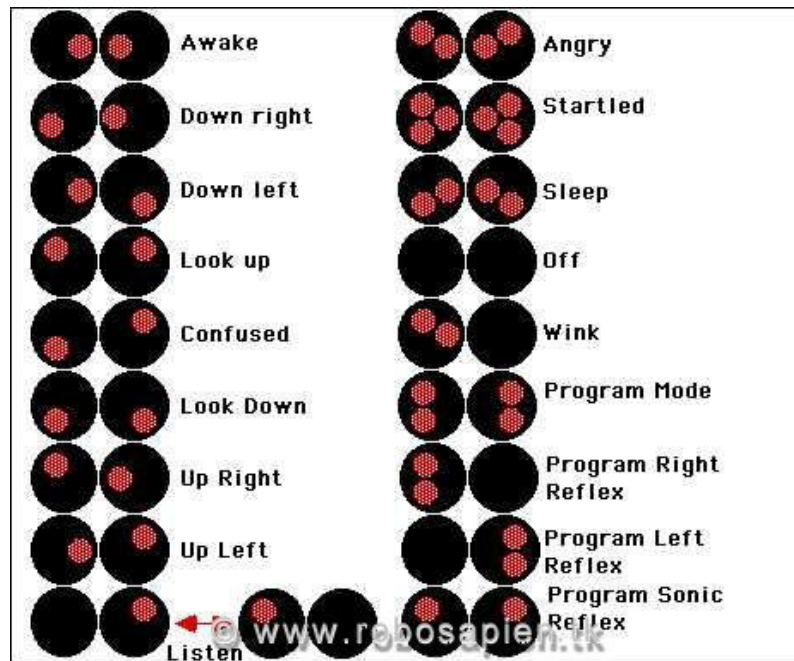 Awake
Down right
Down left
Look up
Confused
Look Down
Up Right
Up Left
Listen
Angry
Startled
Sleep
Off
Wink
Program Mode
Program Right
Reflex
Program Left
Reflex
Program Sonic
Reflex
© www.robosapien.tk